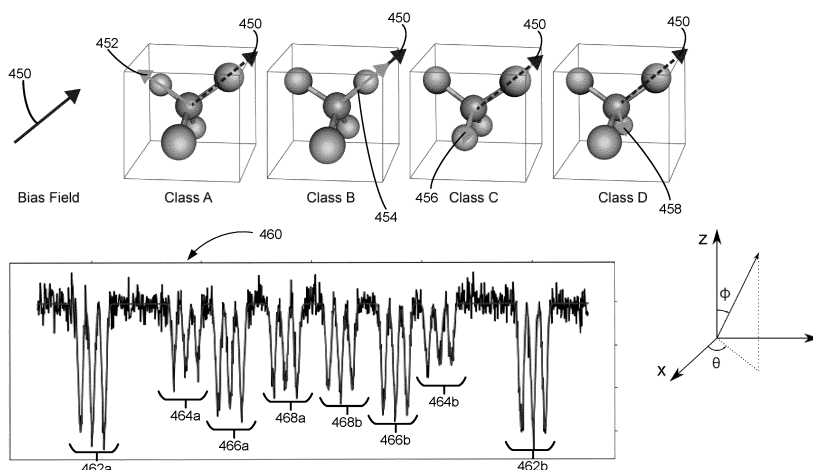 450
452
450
450
450
450
Bias Field
Class A
Class B
454
456
Class C
Class D
458
460
464a
466a
468a
468b
466b
464b
462a
462b
Z
ϕ
X
θ